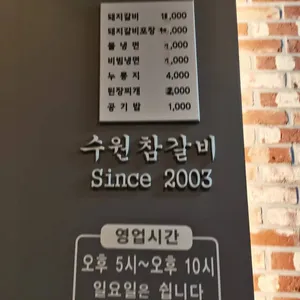 돼지갈비
돼지갈비포장
물냉면
비빔냉면
누룽지 4,000
된장찌개
공기밥 1,000
수원참갈비
Since 2003
영업시간
오후 5시~오후 10시
일요일은 쉽니다